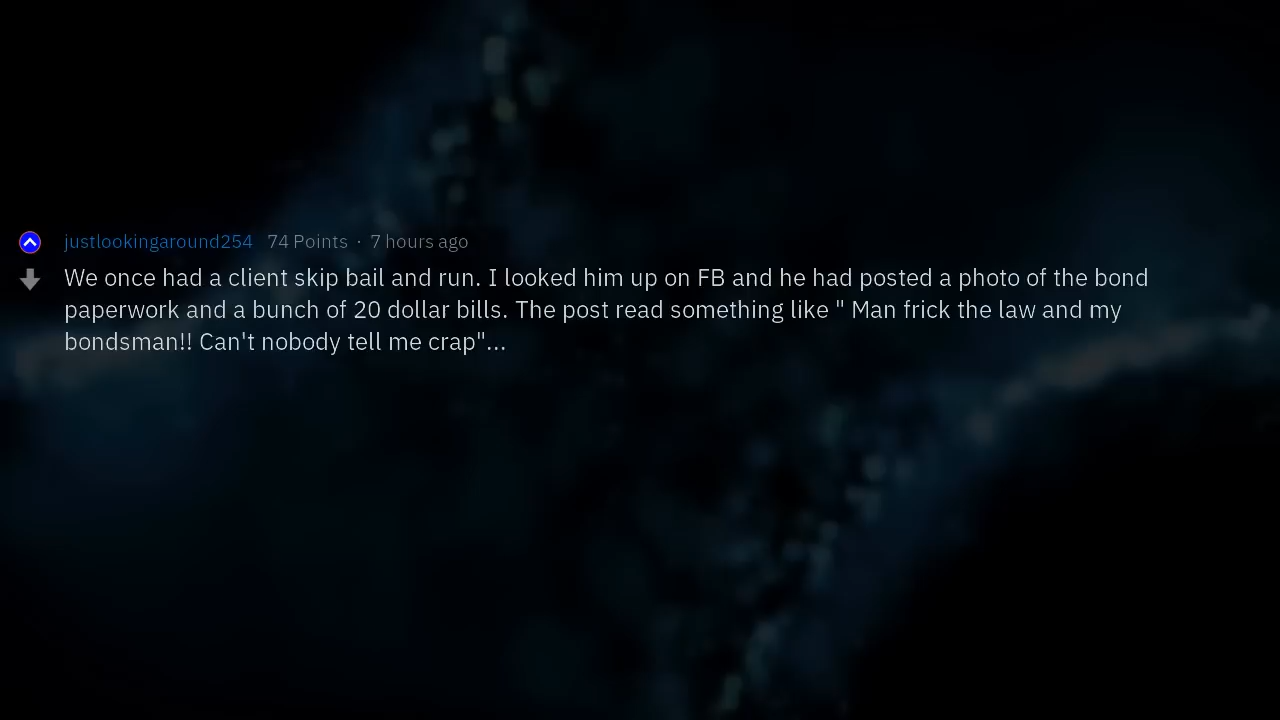 justlookingaround254 74 Points · 7 hours ago
We once had a client skip bail and run. I looked him up on FB and he had posted a photo of the bond
paperwork and a bunch of 20 dollar bills. The post read something like " Man frick the law and my
bondsman!! Can't nobody tell me crap"...